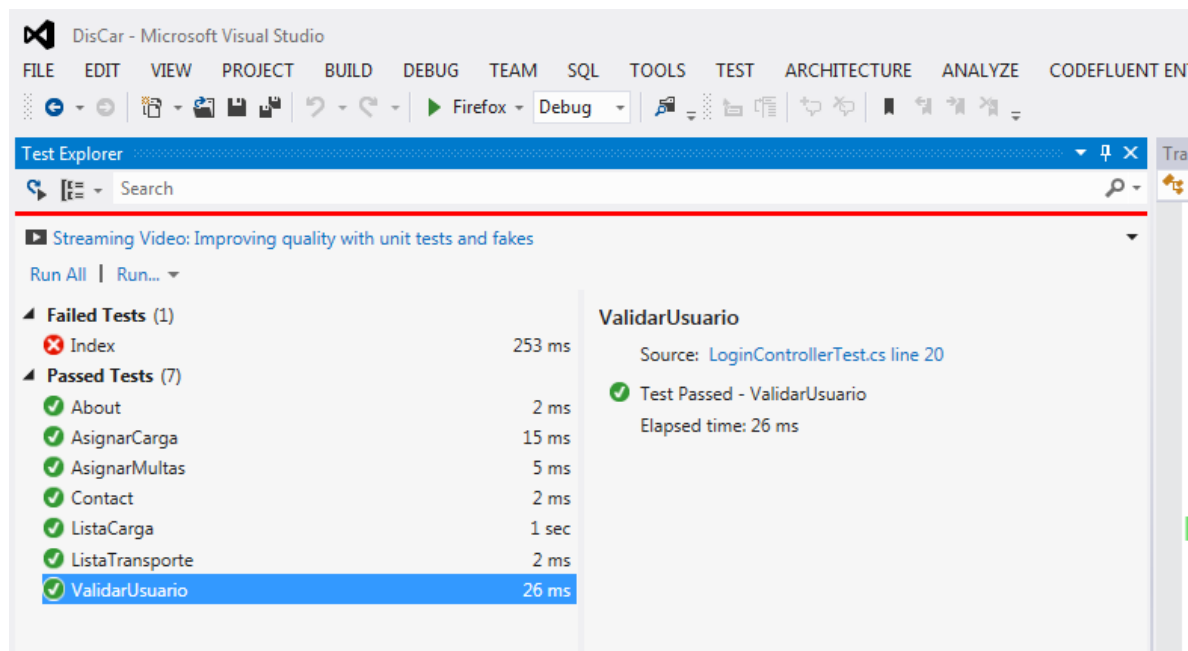 DisCar - Microsoft Visual Studio
FILE EDIT VIEW PROJECT BUILD DEBUG TEAM SQL TOOLS TEST ARCHITECTURE ANALYZE CODEFLUENT
Firefox Debug
Test Explorer
Search
Streaming Video: Improving quality with unit tests and fakes
Run All | Run...
Failed Tests (1)
Index 253 ms
Passed Tests (7)
About 2 ms
AsignarCarga 15 ms
AsignarMultas 5 ms
Contact 2 ms
ListaCarga 1 sec
ListaTransporte 2 ms
ValidarUsuario 26 ms
ValidarUsuario
Source: LoginControllerTest.cs line 20
Test Passed - ValidarUsuario
Elapsed time: 26 ms